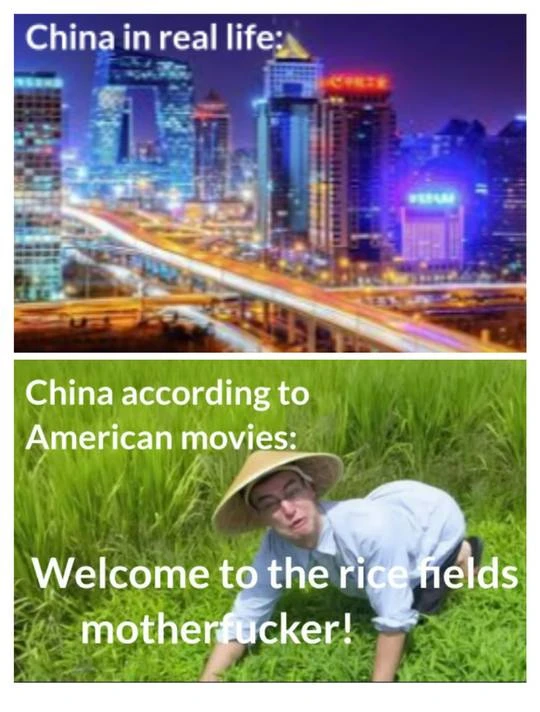 China in real life:
China according to
American movies:
Welcome to the rice fields
motherfucker!